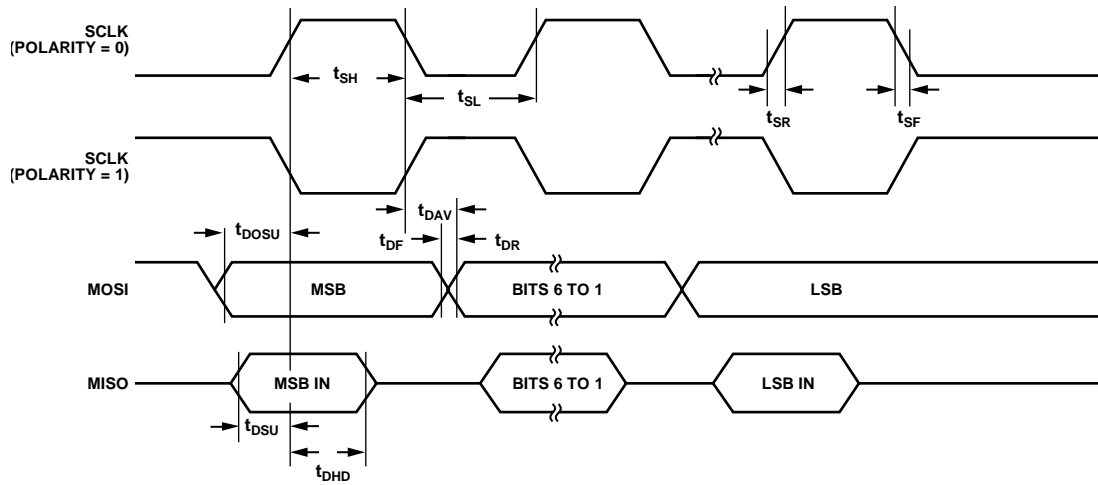 SCLK
(POLARITY = 0)
tSH
tSL
tSR
tSF
SCLK
(POLARITY = 1)
tDAV
tDOSU
tDF
tDR
MOSI
MSB
BITS 6 TO 1
LSB
MISO
MSB IN
BITS 6 TO 1
LSB IN
tDSU
tDHD